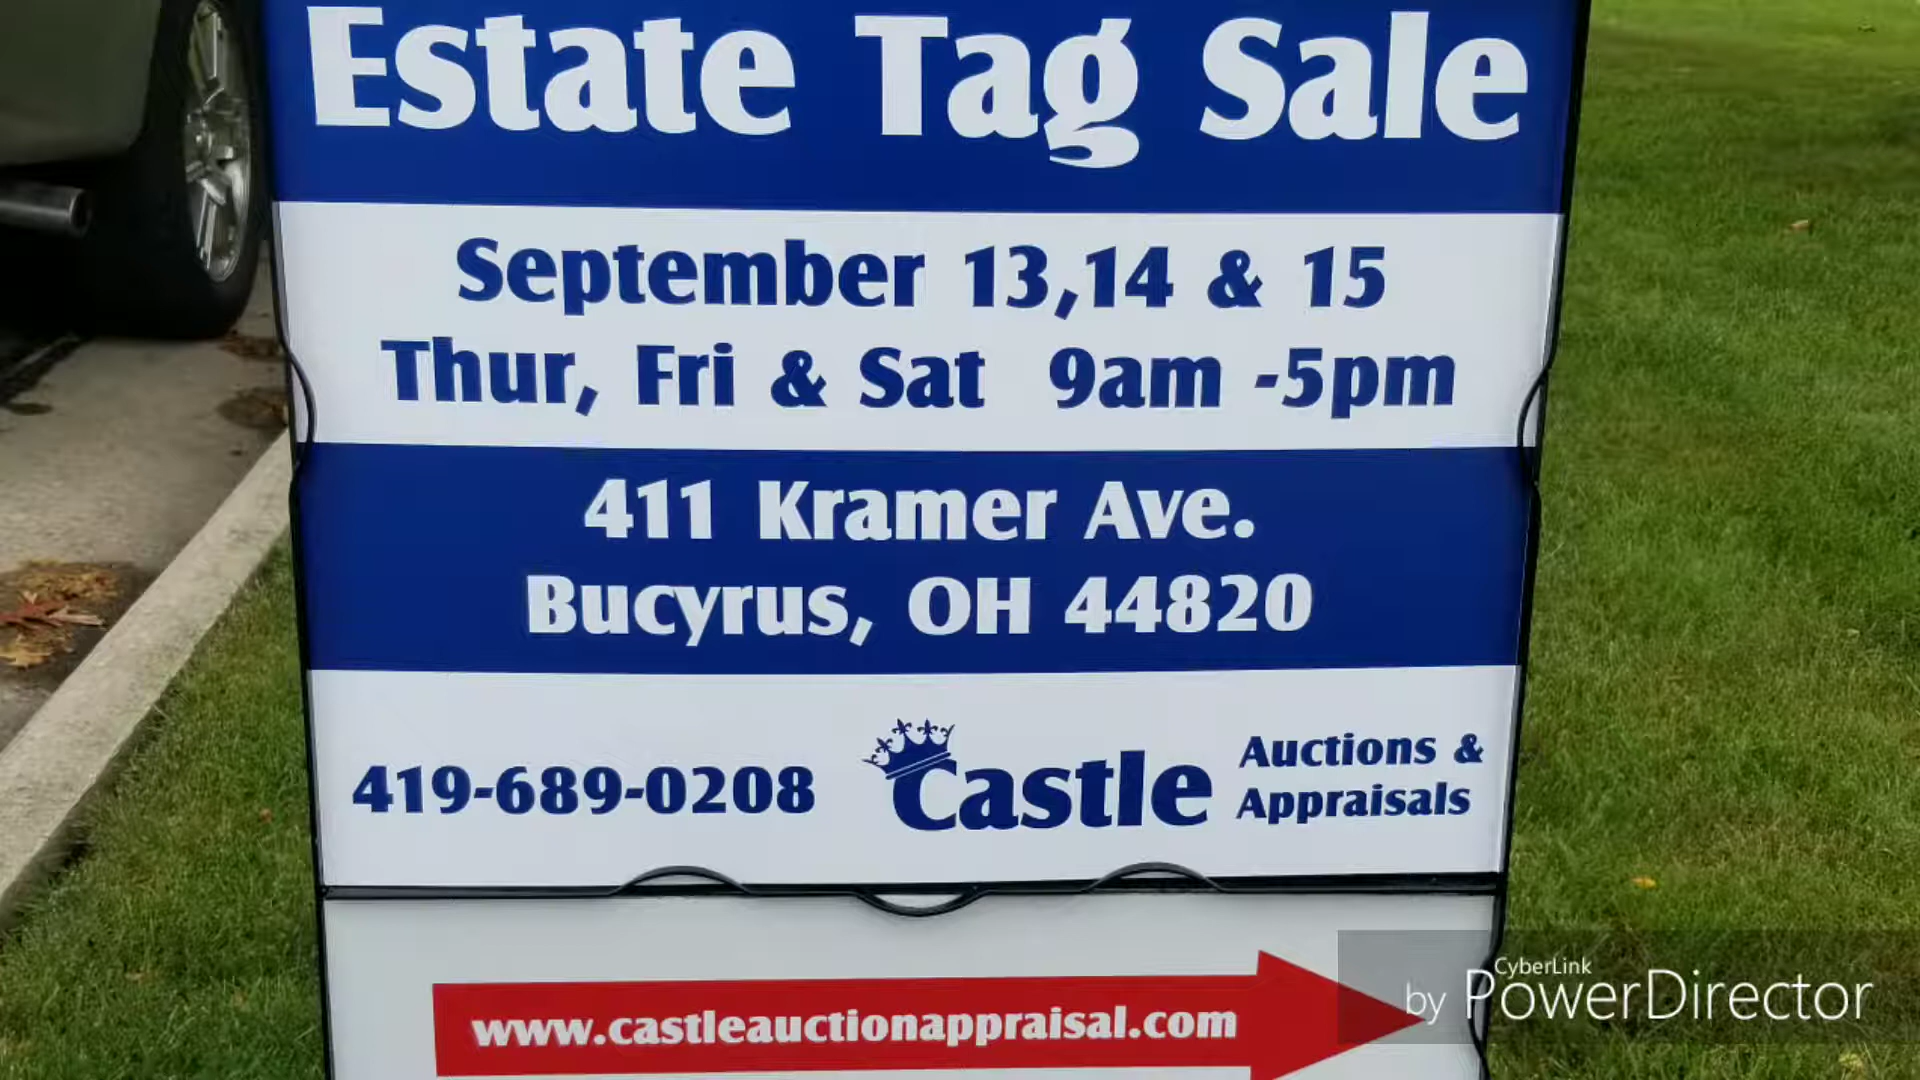 Estate Tag Sale
September 13,14 & 15
Thur, Fri & Sat 9am -5pm
411 Kramer Ave.
Bucyrus, OH 44820
419-689-0208
Castle
Auctions &
Appraisals
www.castleauctionappraisal.com
CyberLink
by PowerDirector